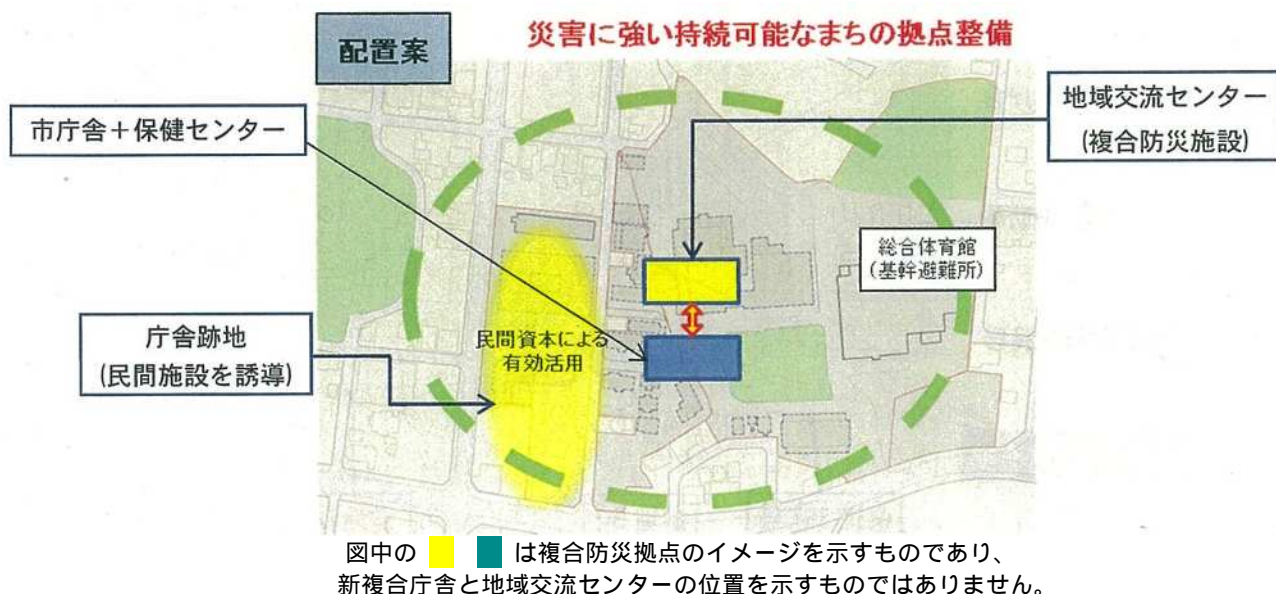 配置案
災害に強い持続可能なまちの拠点整備
市庁舎+保健センター
地域交流センター
(複合防災施設)
総合体育館
(基幹避難所)
庁舎跡地
(民間施設を誘導)
民間資本による
有効活用
図中の は複合防災拠点のイメージを示すものであり、
新複合庁舎と地域交流センターの位置を示すものではありません。